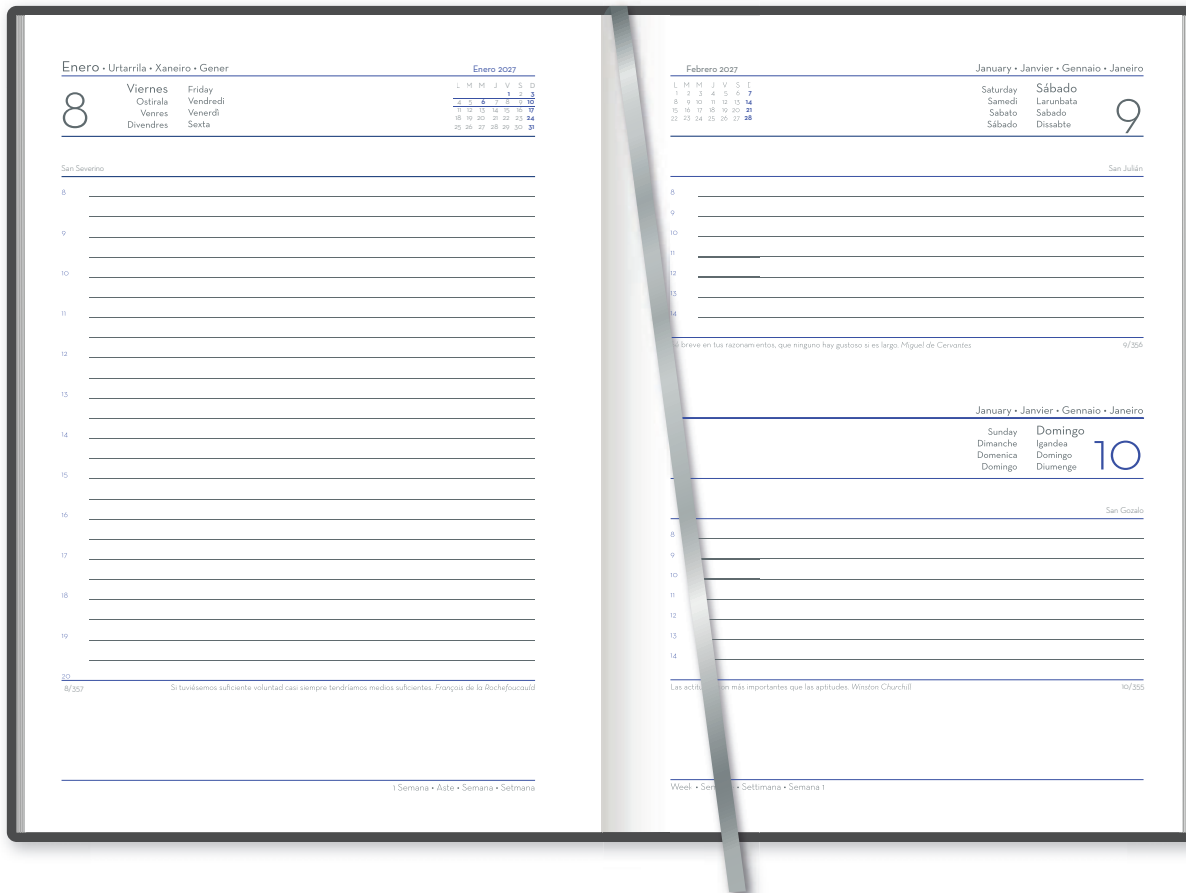 Enero • Urtarrila • Xaneiro • Gener
Enero 2027
8
Viernes Friday
Ostirala Vendredi
Venres Venerdì
Divendres Sexta
L M M J V S D
1 2 3
4 5 6 7 8 9 10
11 12 13 14 15 16 17
18 19 20 21 22 23 24
25 26 27 28 29 30 31
San Severino
8
9
10
11
12
13
14
15
16
17
18
19
20
8/357 Si tuviésemos suficiente voluntad casi siempre tendríamos medios suficientes. François de la Rochefoucauld
1 Semana • Aste • Semana • Setmana
Febrero 2027
January • Janvier • Gennaio • Janeiro
L M M J V S
1 2 3 4 5 6 7
8 9 10 11 12 13 14
15 16 17 18 19 20 21
22 23 24 25 26 27 28
Saturday Sábado
Samedi Larunbata
Sabato Sabado
Sábado Dissabte
9
San Julián
8
9
10
11
12
13
14
breve en tus razonamientos, que ninguno hay gustoso si es largo. Miguel de Cervantes 9/356
January • Janvier • Gennaio • Janeiro
Sunday Domingo
Dimanche Igandea
Domenica Domingo
Domingo Diumenge
10
San Gozalo
8
9
10
11
12
13
14
Las más importantes que las aptitudes. Winston Churchill 10/355
Week • • Settimana • Semana 1